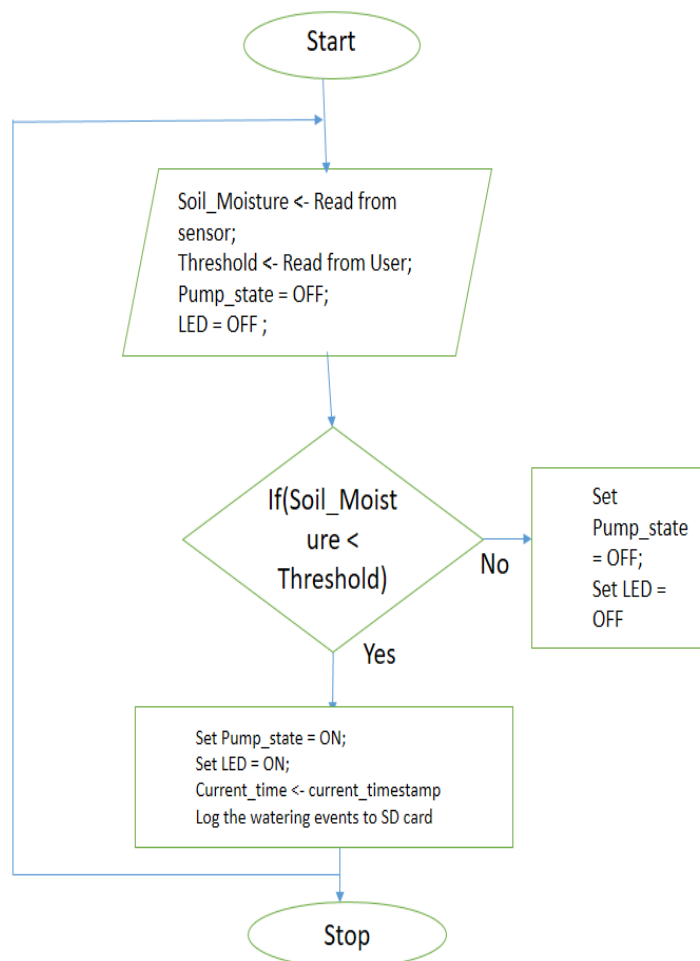 Start
Soil_Moisture <- Read from
sensor;
Threshold <- Read from User;
Pump_state = OFF;
LED = OFF ;
If(Soil_Moist
ure <
Threshold)
No
Set
Pump_state
= OFF;
Set LED =
OFF
Yes
Set Pump_state = ON;
Set LED = ON;
Current_time <- current_timestamp
Log the watering events to SD card
Stop